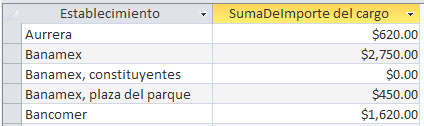 Establecimiento SumaDeImporte del cargo
Aurrera $620.00
Banamex $2,750.00
Banamex, constituyentes $0.00
Banamex, plaza del parque $450.00
Bancomer $1,620.00